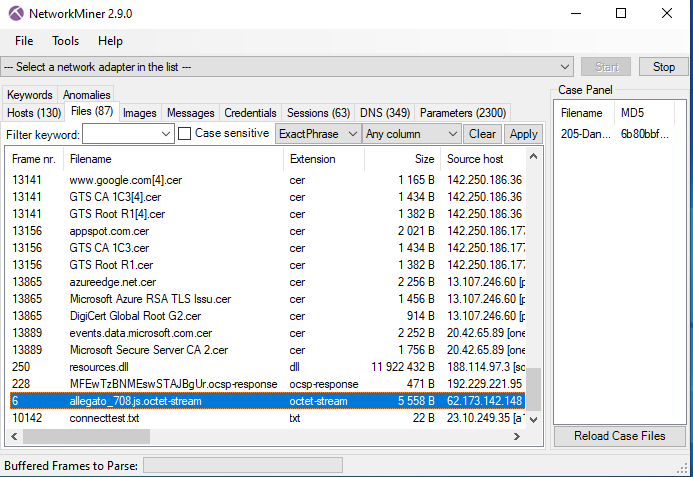 NetworkMiner 2.9.0
File Tools Help
--- Select a network adapter in the list --- Start Stop
Keywords Anomalies
Hosts (130) Files (87) Images Messages Credentials Sessions (63) DNS (349) Parameters (2300)
Filter keyword: Case sensitive ExactPhrase Any column Clear Apply
Frame nr. Filename Extension Size Source host
13141 www.google.com[4].cer cer 1 165 B 142.250.186.36
13141 GTS CA 1C3[4].cer cer 1 434 B 142.250.186.36
13141 GTS Root R1[4].cer cer 1 382 B 142.250.186.36
13156 appspot.com.cer cer 2 021 B 142.250.186.177
13156 GTS CA 1C3.cer cer 1 434 B 142.250.186.177
13156 GTS Root R1.cer cer 1 382 B 142.250.186.177
13865 azureedge.net.cer cer 2 256 B 13.107.246.60 [p
13865 Microsoft Azure RSA TLS Issu.cer cer 1 456 B 13.107.246.60 [p
13865 DigiCert Global Root G2.cer cer 914 B 13.107.246.60 [p
13889 events.data.microsoft.com.cer cer 2 252 B 20.42.65.89 [one
13889 Microsoft Secure Server CA 2.cer cer 1 756 B 20.42.65.89 [one
250 resources.dll dll 11 922 432 B 188.114.97.3 [so
228 MFEwTzBNMEswSTAJBgUr.ocsp-response ocsp-response 471 B 192.229.221.95
6 allegato_708.js.octet-stream octet-stream 5 558 B 62.173.142.148
10142 connecttest.txt txt 22 B 23.10.249.35 [a
Buffered Frames to Parse:
Case Panel
Filename MD5
205-Dan... 6b80bbf...
Reload Case Files